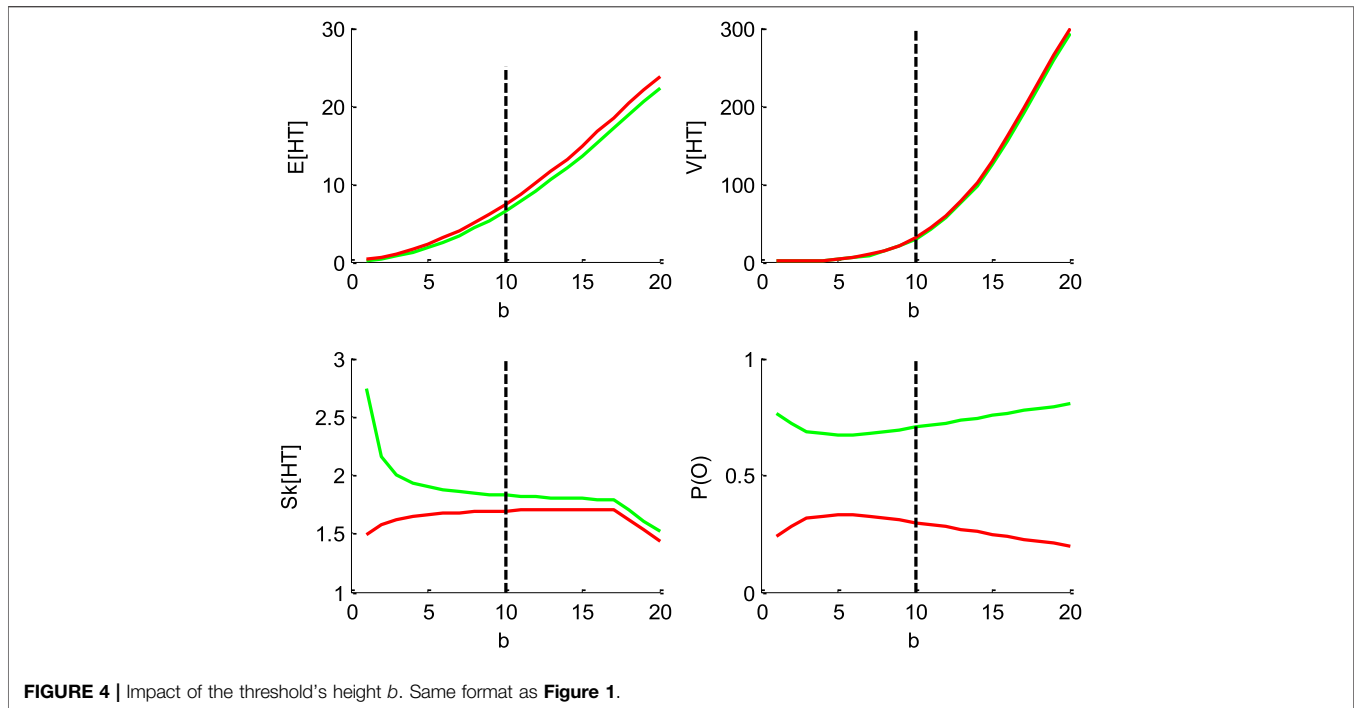 30
20
10
0
E[HT]
0 5 10 15 20
b
300
200
100
0
V[HT]
0 5 10 15 20
b
3
2.5
2
1.5
1
Sk[HT]
0 5 10 15 20
b
1
0.5
0
P(O)
0 5 10 15 20
b
FIGURE 4 | Impact of the threshold's height b. Same format as Figure 1.